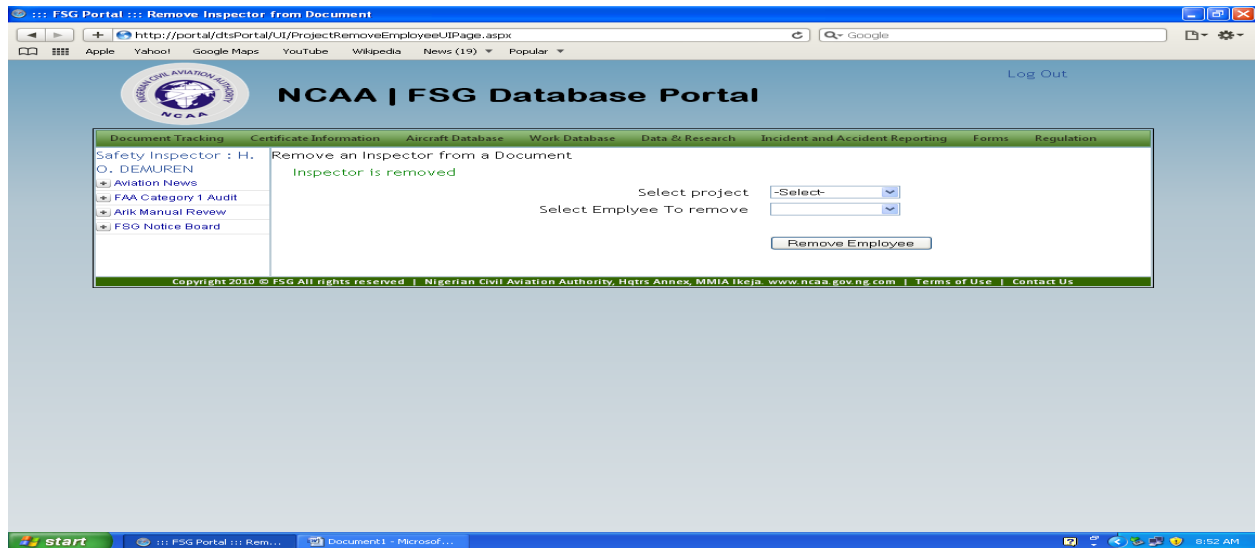 ::: FSG Portal ::: Remove Inspector from Document
http://portal/dtsPortal/UI/ProjectRemoveEmployeeUIPage.aspx
Google
Apple Yahoo! Google Maps YouTube Wikipedia News (19) Popular
Log Out
NIGERIAN CIVIL AVIATION AUTHORITY
NCAA
NCAA | FSG Database Portal
Document Tracking Certificate Information Aircraft Database Work Database Data & Research Incident and Accident Reporting Forms Regulation
Safety Inspector : H.
O. DEMUREN
Aviation News
FAA Category 1 Audit
Arik Manual Revew
FSG Notice Board
Remove an Inspector from a Document
Inspector is removed
Select project -Select-
Select Emplyee To remove
Remove Employee
Copyright 2010 © FSG All rights reserved | Nigerian Civil Aviation Authority, Hqtrs Annex, MMIA Ikeja. www.ncaa.gov.ng.com | Terms of Use | Contact Us
start ::: FSG Portal ::: Rem... Document1 - Microsof... 8:52 AM